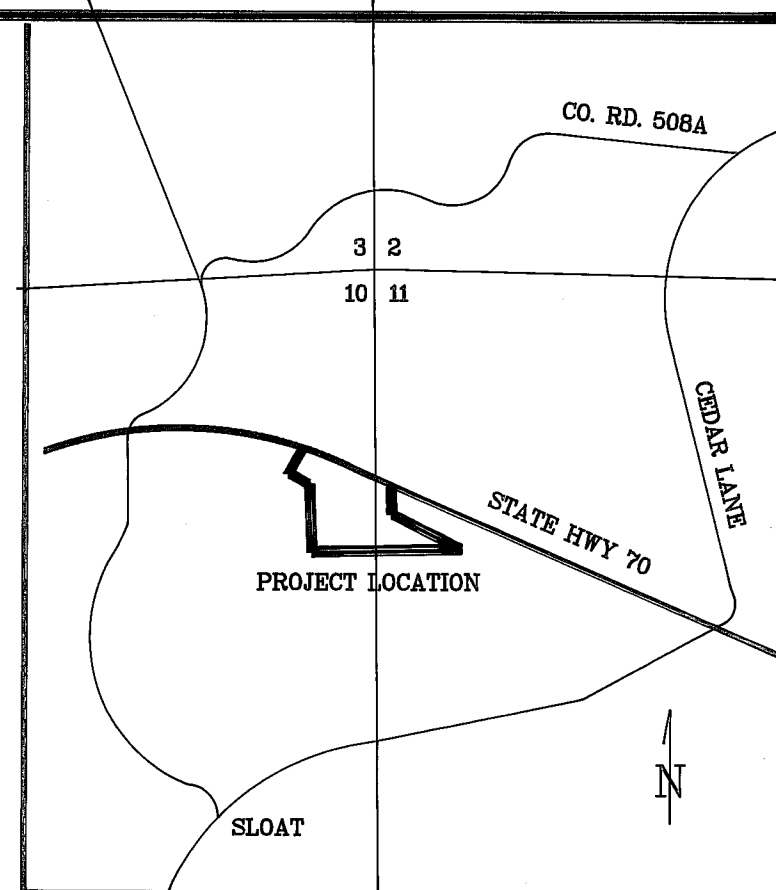 CO. RD. 508A
3 2
10 11
CEDAR LANE
STATE HWY 70
PROJECT LOCATION
N
SLOAT